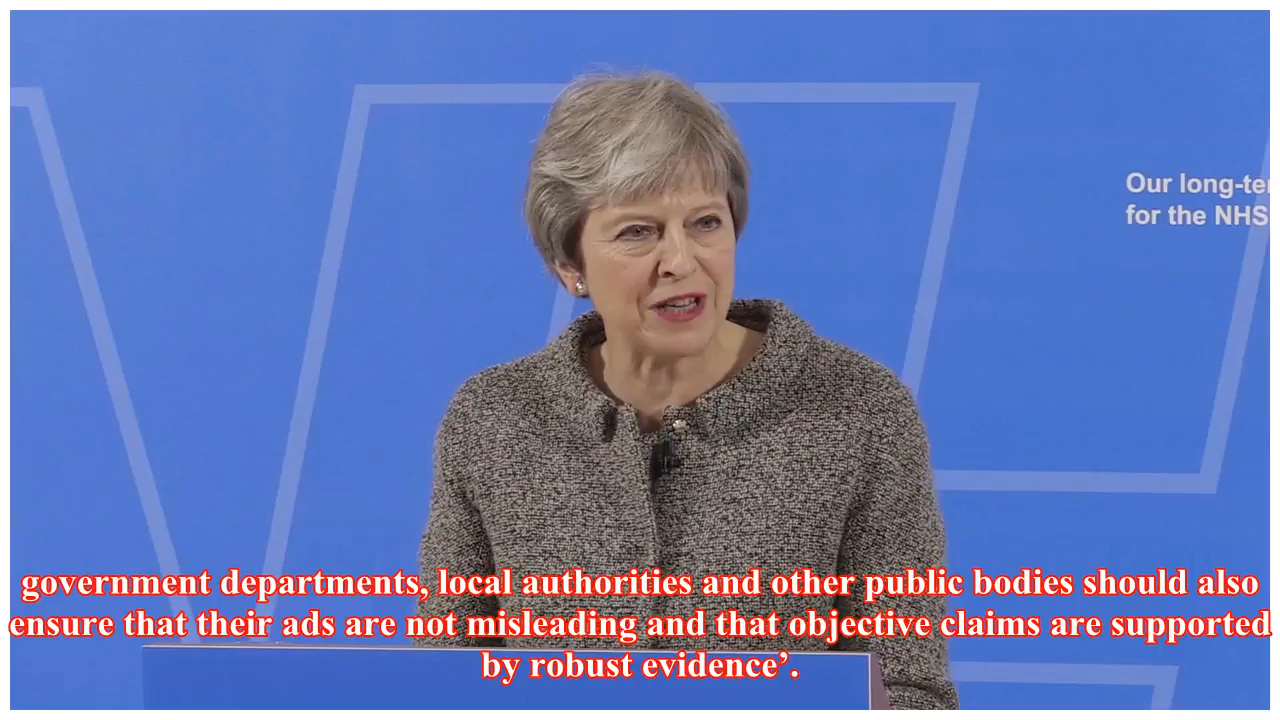 Our long-te
for the NHS
government departments, local authorities and other public bodies should also
ensure that their ads are not misleading and that objective claims are supported
by robust evidence’.